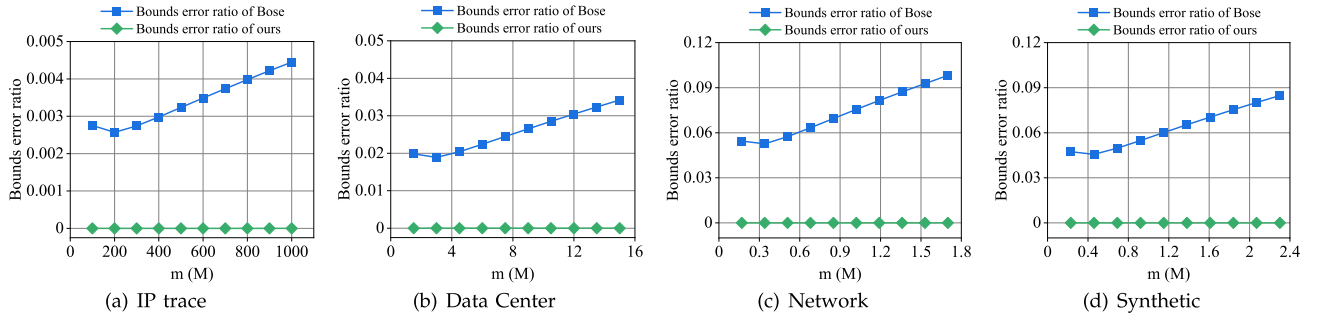 Bounds error ratio of Bose
Bounds error ratio of ours
0.005
0.004
0.003
0.002
0.001
0
Bounds error ratio
0 200 400 600 800 1000
m (M)
(a) IP trace
Bounds error ratio of Bose
Bounds error ratio of ours
0.05
0.04
0.03
0.02
0.01
0
Bounds error ratio
0 4 8 12 16
m (M)
(b) Data Center
Bounds error ratio of Bose
Bounds error ratio of ours
0.12
0.09
0.06
0.03
0
Bounds error ratio
0 0.3 0.6 0.9 1.2 1.5 1.8
m (M)
(c) Network
Bounds error ratio of Bose
Bounds error ratio of ours
0.12
0.09
0.06
0.03
0
Bounds error ratio
0 0.4 0.8 1.2 1.6 2 2.4
m (M)
(d) Synthetic